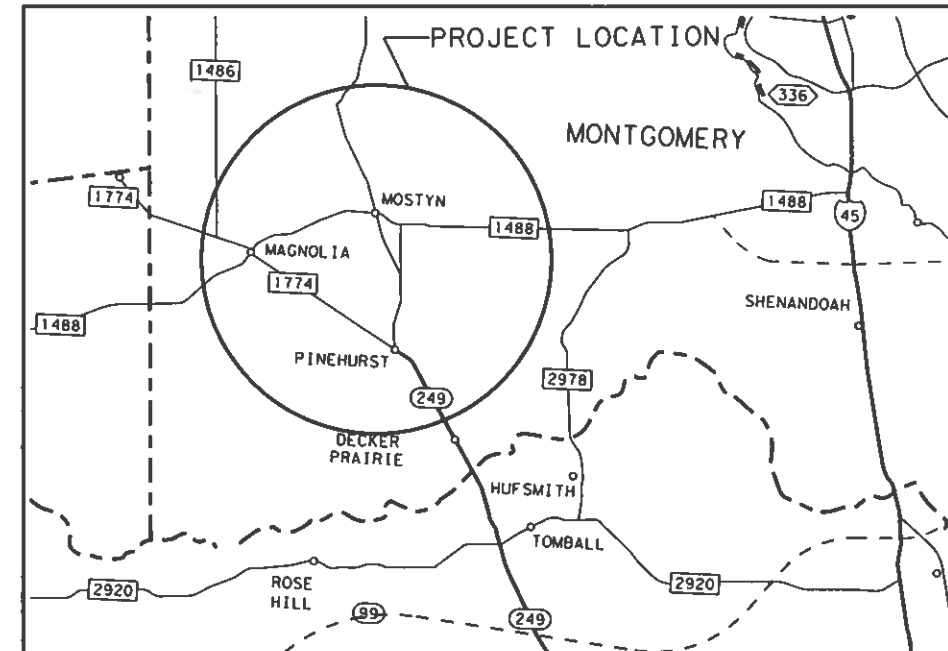 PROJECT LOCATION
1486
336
MONTGOMERY
1774
MOSTYN
1488
1488
45
MAGNOLIA
1774
SHENANDOAH
1488
PINEHURST
2978
249
DECKER
PRAIRIE
HUFSMITH
TOMBALL
ROSE
HILL
2920
2920
99
249